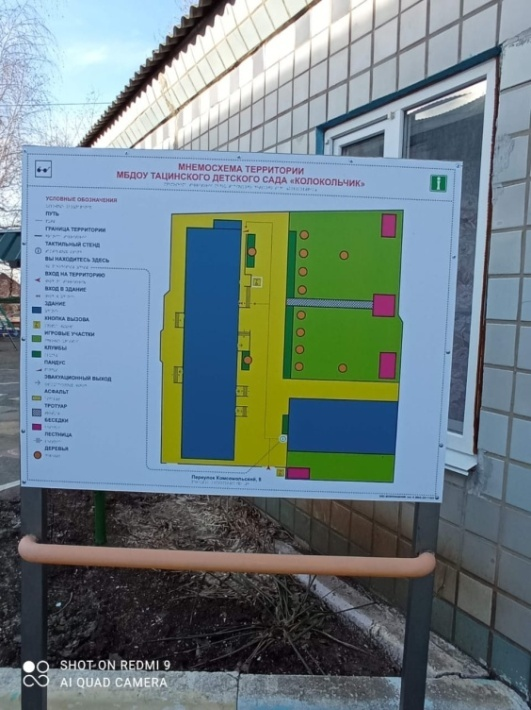 МНЕМОСХЕМА ТЕРРИТОРИИ
МБДОУ ТАЦИНСКОГО ДЕТСКОГО САДА «КОЛОКОЛЬЧИК»
УСЛОВНЫЕ ОБОЗНАЧЕНИЯ
ПУТЬ
ГРАНИЦА ТЕРРИТОРИИ
ТАКТИЛЬНЫЙ СТЕНД
ВЫ НАХОДИТЕСЬ ЗДЕСЬ
ВХОД НА ТЕРРИТОРИЮ
ВХОД В ЗДАНИЕ
ЗДАНИЕ
КНОПКА ВЫЗОВА
ИГРОВЫЕ УЧАСТКИ
КЛУМБЫ
ПАНДУС
ЭВАКУАЦИОННЫЙ ВЫХОД
АСФАЛЬТ
ТРОТУАР
БЕСЕДКИ
ЛЕСТНИЦА
ДЕРЕВЬЯ
Переулок Комсомольский, 6
SHOT ON REDMI 9
AI QUAD CAMERA